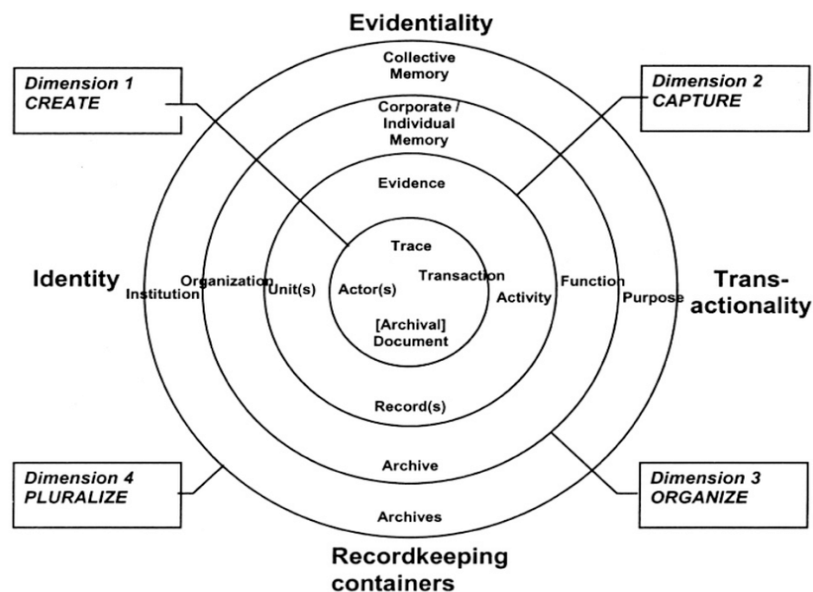 Evidentiality
Collective
Memory
Dimension 1
CREATE
Dimension 2
CAPTURE
Corporate /
Individual
Memory
Evidence
Trace
Identity
Institution
Organization
Unit(s)
Actor(s)
Transaction
Activity
Function
Purpose
Trans-
actionality
[Archival]
Document
Record(s)
Archive
Archives
Dimension 4
PLURALIZE
Dimension 3
ORGANIZE
Recordkeeping
containers